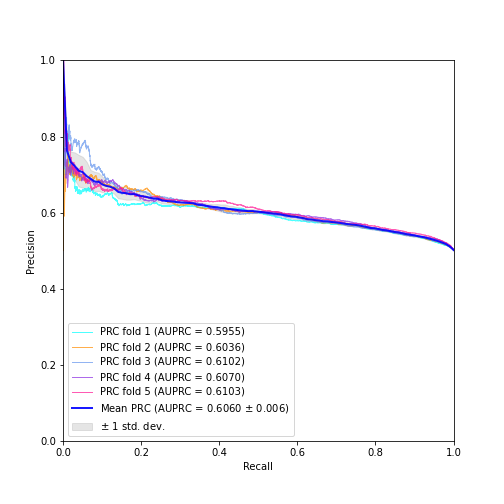 1.0
0.8
0.6
0.4
0.2
0.0
Precision
PRC fold 1 (AUPRC = 0.5955)
PRC fold 2 (AUPRC = 0.6036)
PRC fold 3 (AUPRC = 0.6102)
PRC fold 4 (AUPRC = 0.6070)
PRC fold 5 (AUPRC = 0.6103)
Mean PRC (AUPRC = 0.6060 ± 0.006)
± 1 std. dev.
0.0 0.2 0.4 0.6 0.8 1.0
Recall